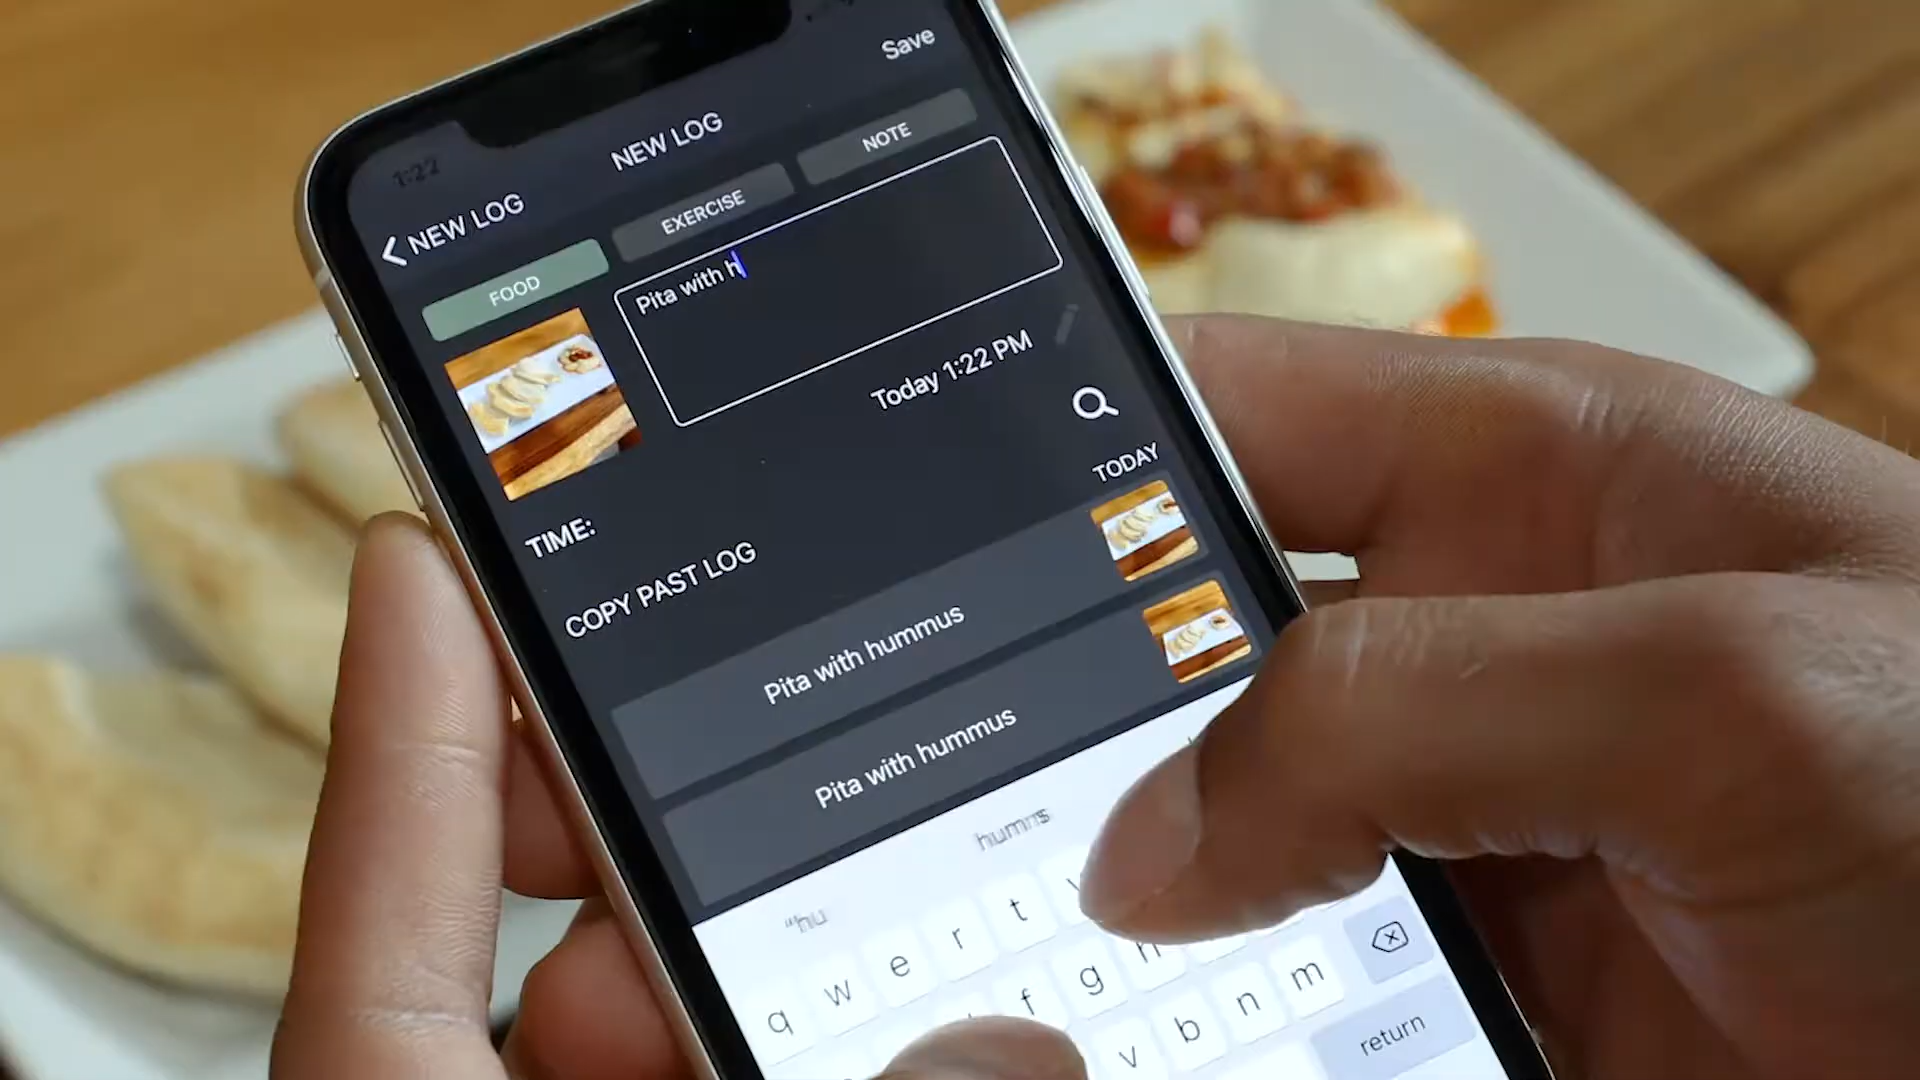 1:22
Save
NEW LOG
NEW LOG
FOOD
EXERCISE
NOTE
Pita with h
TIME:
Today 1:22 PM
COPY PAST LOG
TODAY
Pita with hummus
Pita with hummus
"hu
q w e r t
f g h
v b n m
return